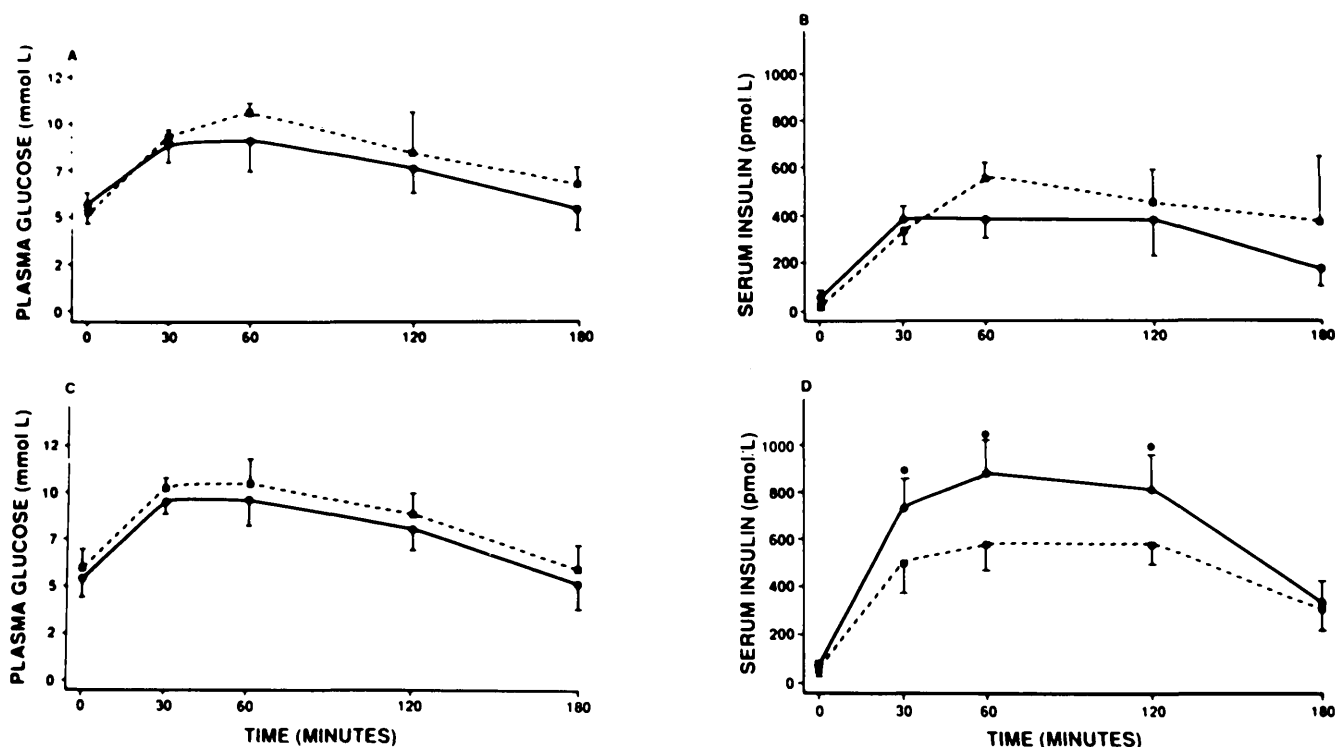 A
PLASMA GLUCOSE (mmol L)
12
10
7
5
2
0
0 30 60 120 180
B
SERUM INSULIN (pmol L)
1000
800
600
400
200
0
0 30 60 120 180
C
PLASMA GLUCOSE (mmol L)
12
10
7
5
2
0
0 30 60 120 180
TIME (MINUTES)
D
SERUM INSULIN (pmol L)
1000
800
600
400
200
0
0 30 60 120 180
TIME (MINUTES)